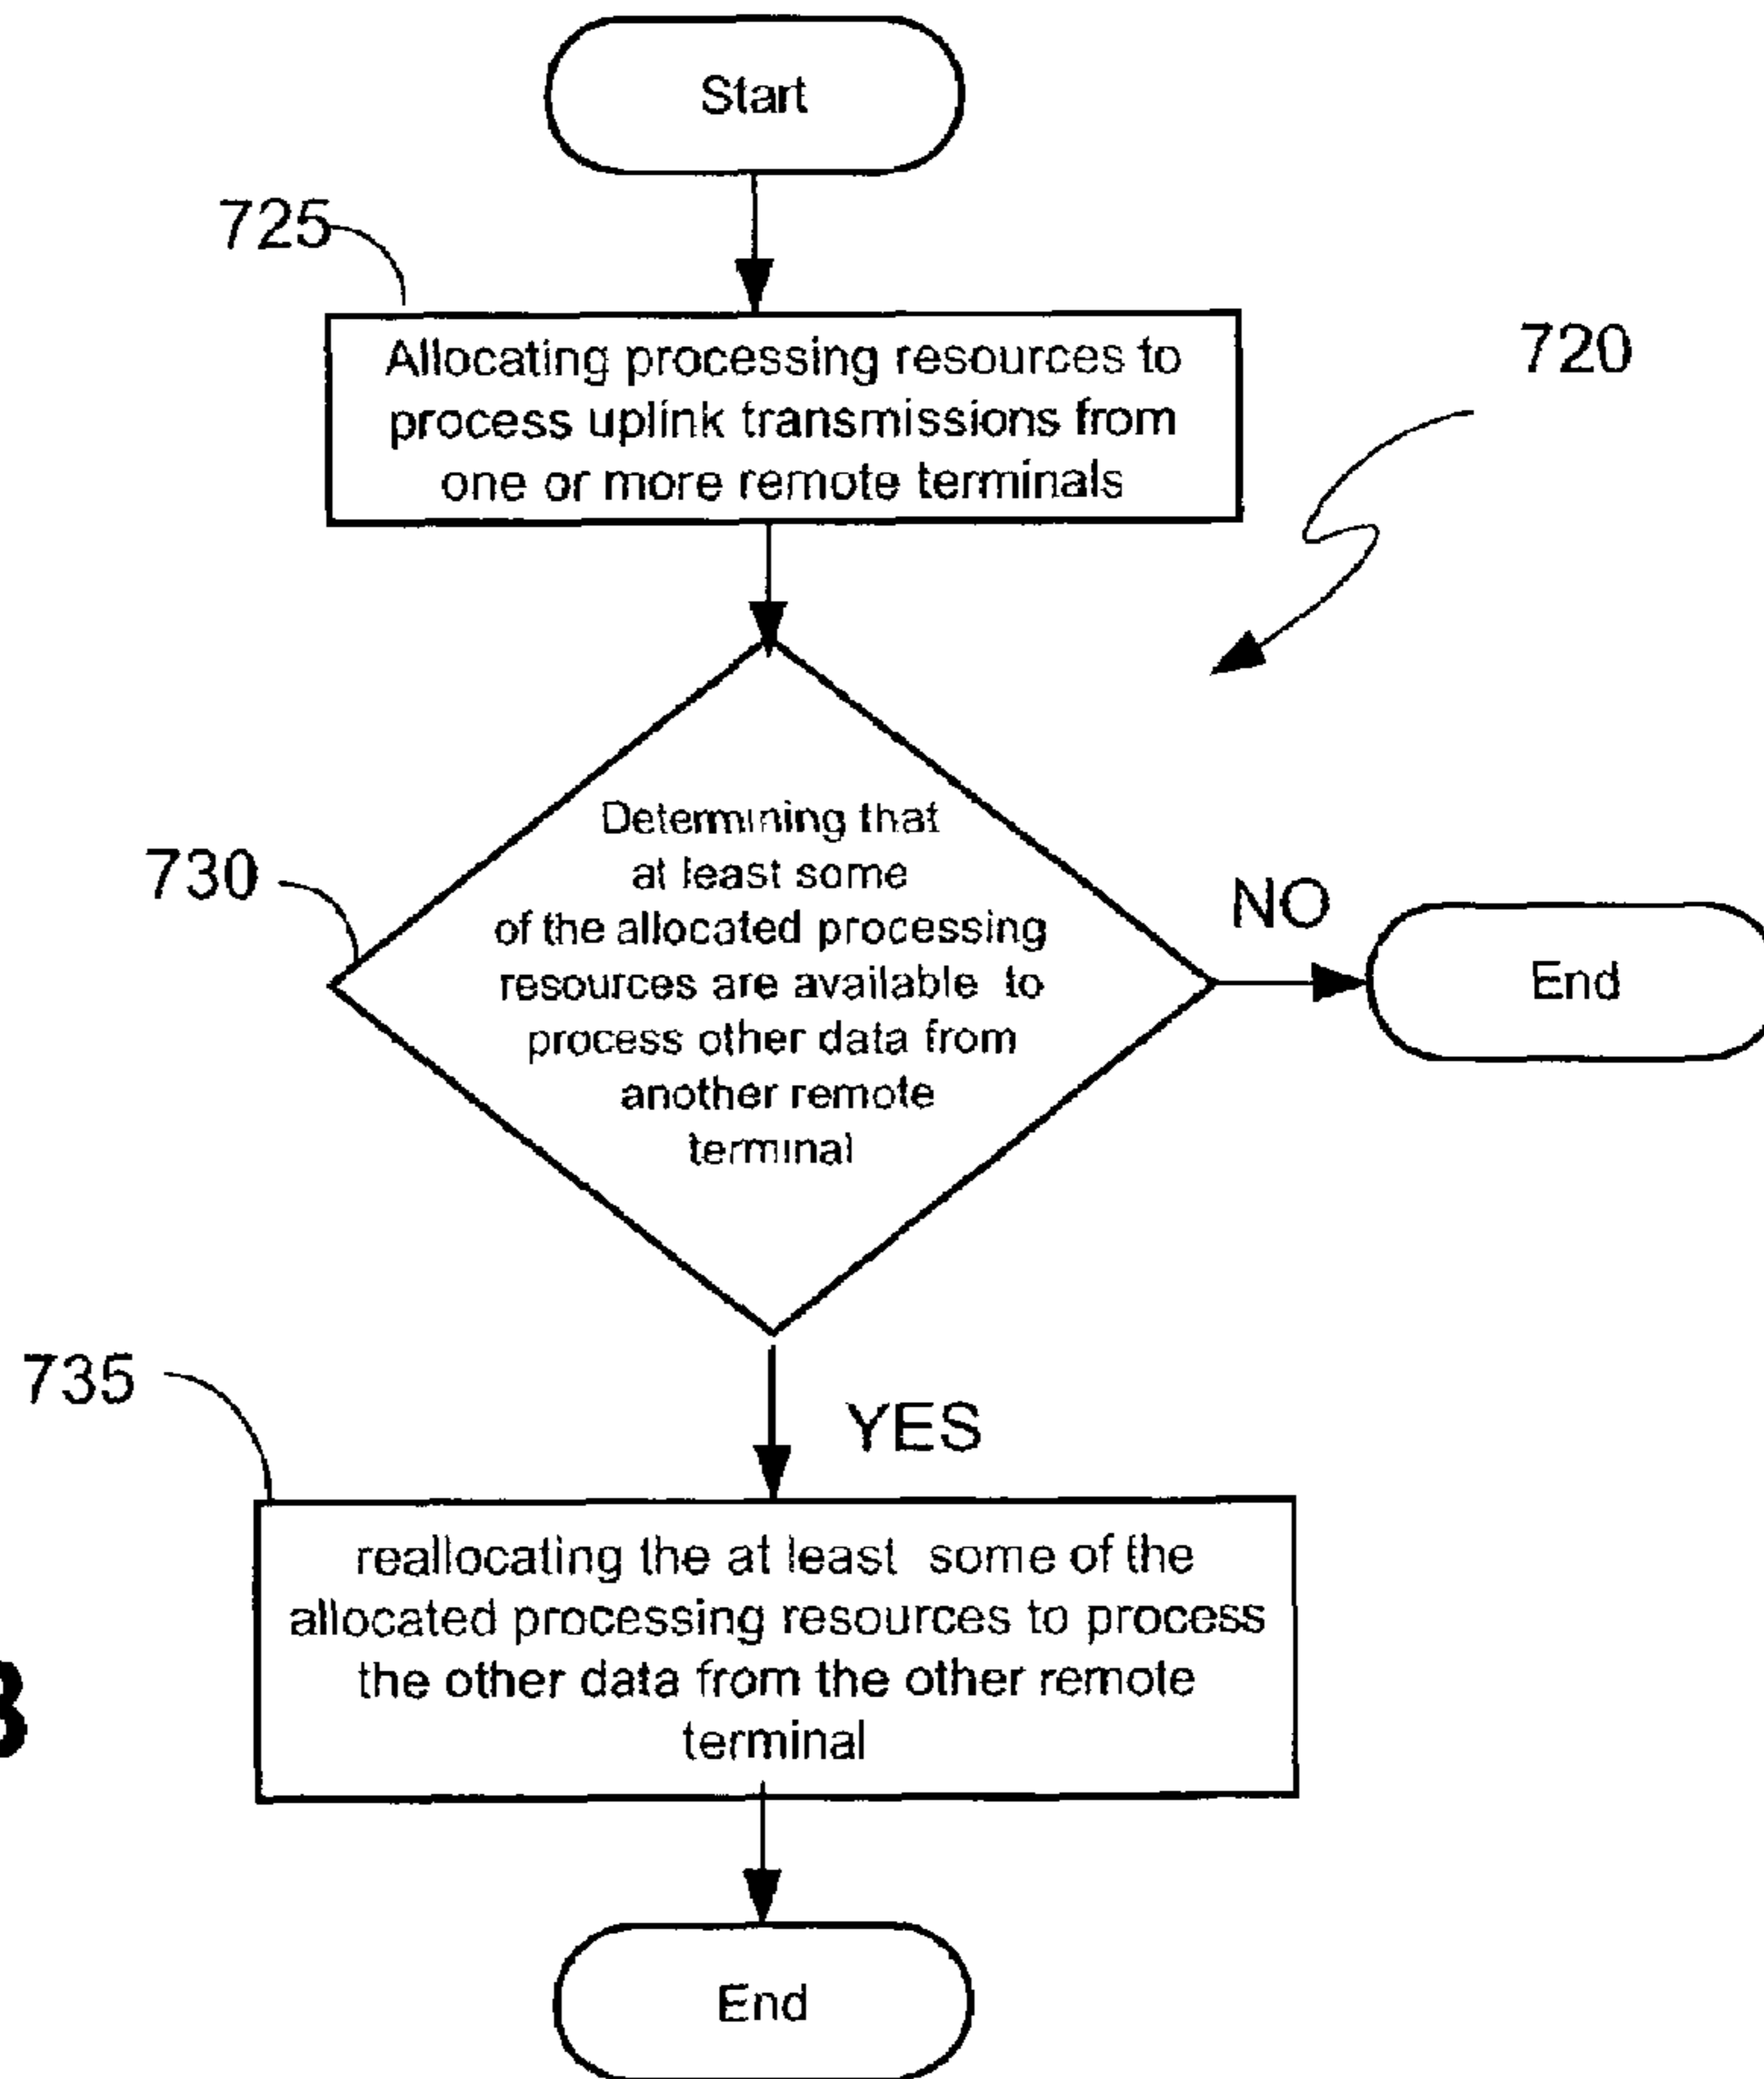 Start
725
Allocating processing resources to
process uplink transmissions from
one or more remote terminals
720
Determining that
at least some
of the allocated processing
resources are available to
process other data from
another remote
terminal
730
NO
End
YES
735
reallocating the at least some of the
allocated processing resources to process
the other data from the other remote
terminal
End